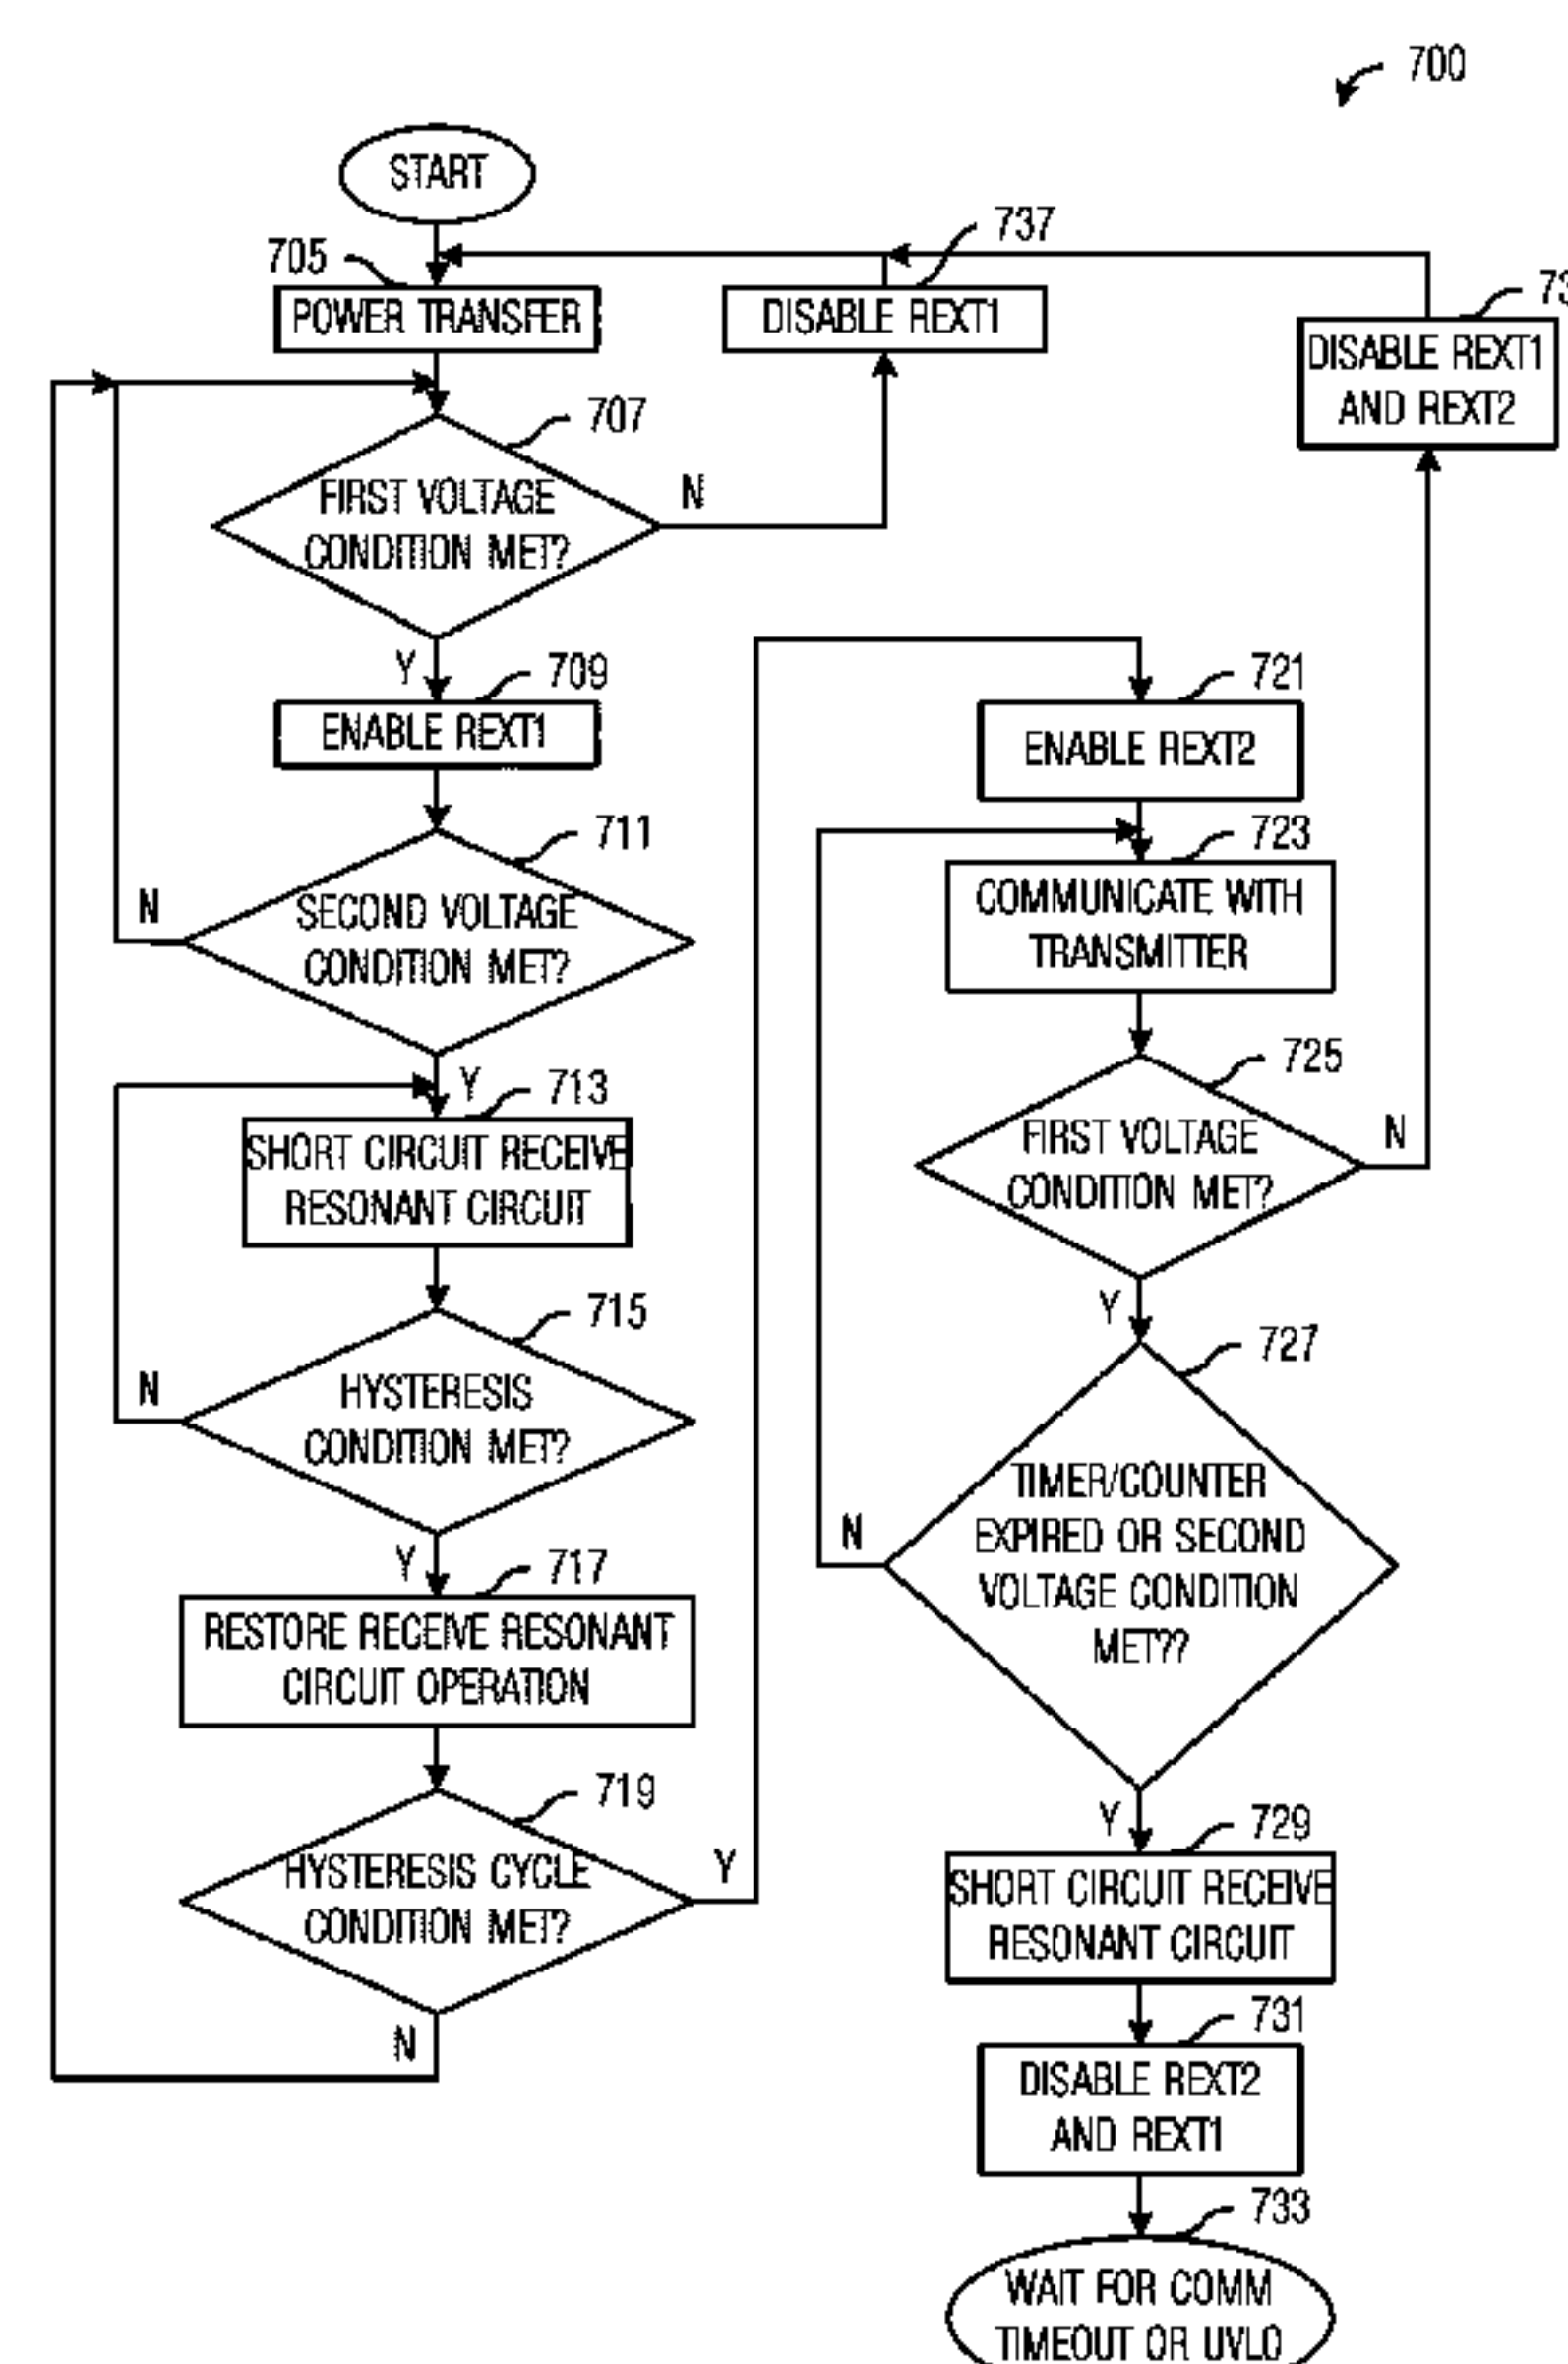 700
START
737
705
POWER TRANSFER
DISABLE REXT1
DISABLE REXT1
AND REXT2
707
FIRST VOLTAGE
CONDITION MET?
N
Y
709
ENABLE REXT1
721
ENABLE REXT2
711
SECOND VOLTAGE
CONDITION MET?
N
Y
723
COMMUNICATE WITH
TRANSMITTER
713
SHORT CIRCUIT RECEIVE
RESONANT CIRCUIT
725
FIRST VOLTAGE
CONDITION MET?
N
Y
715
HYSTERESIS
CONDITION MET?
N
Y
727
TIMER/COUNTER
EXPIRED OR SECOND
VOLTAGE CONDITION
MET??
N
Y
717
RESTORE RECEIVE RESONANT
CIRCUIT OPERATION
719
HYSTERESIS CYCLE
CONDITION MET?
Y
N
729
SHORT CIRCUIT RECEIVE
RESONANT CIRCUIT
731
DISABLE REXT2
AND REXT1
733
WAIT FOR COMM
TIMEOUT OR UVLO